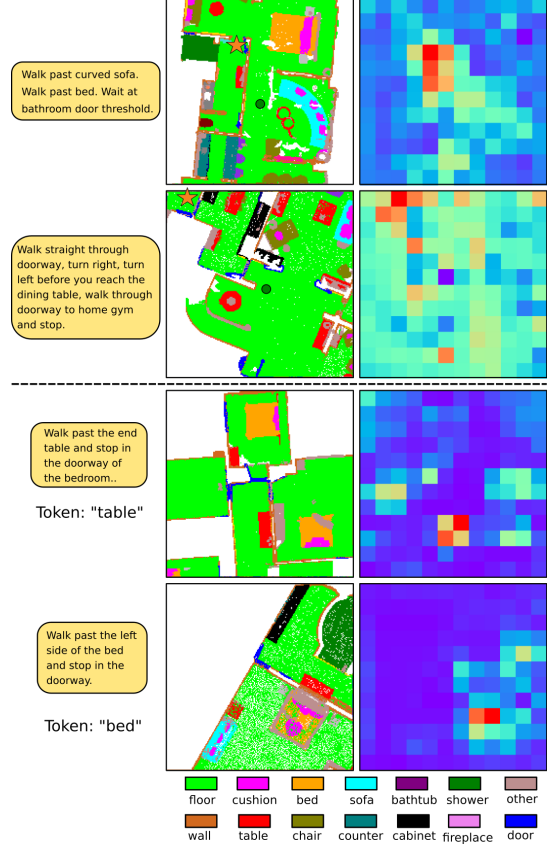 Walk past curved sofa.
Walk past bed. Wait at
bathroom door threshold.
Walk straight through
doorway, turn right, turn
left before you reach the
dining table, walk through
doorway to home gym
and stop.
Walk past the end
table and stop in
the doorway of
the bedroom..
Token: "table"
Walk past the left
side of the bed
and stop in the
doorway.
Token: "bed"
floor cushion bed sofa bathtub shower other
wall table chair counter cabinet fireplace door